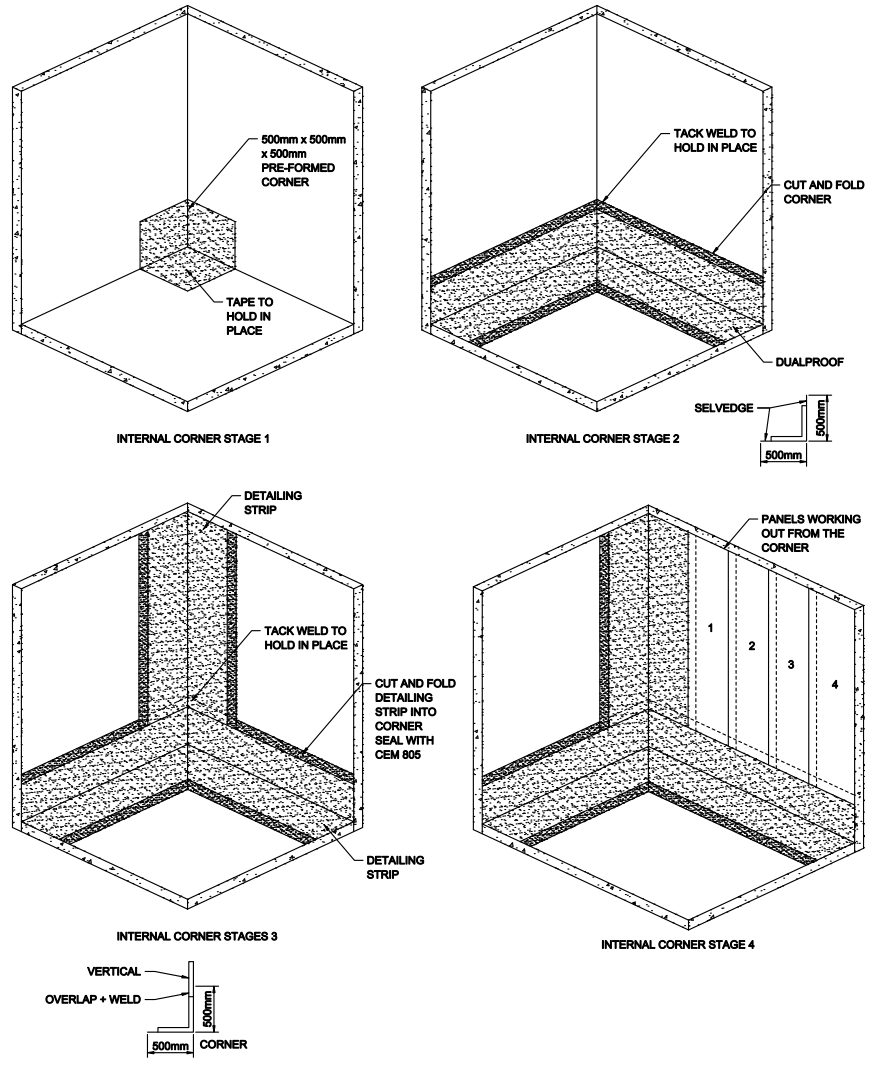 500mm x 500mm
x 500mm
PRE-FORMED
CORNER
TAPE TO
HOLD IN
PLACE
INTERNAL CORNER STAGE 1
TACK WELD TO
HOLD IN PLACE
CUT AND FOLD
CORNER
DUALPROOF
SELVEDGE
500mm
500mm
INTERNAL CORNER STAGE 2
DETAILING
STRIP
TACK WELD TO
HOLD IN PLACE
CUT AND FOLD
DETAILING
STRIP INTO
CORNER
SEAL WITH
CEM 805
DETAILING
STRIP
INTERNAL CORNER STAGES 3
VERTICAL
OVERLAP + WELD
500mm
500mm
CORNER
PANELS WORKING
OUT FROM THE
CORNER
1
2
3
4
INTERNAL CORNER STAGE 4